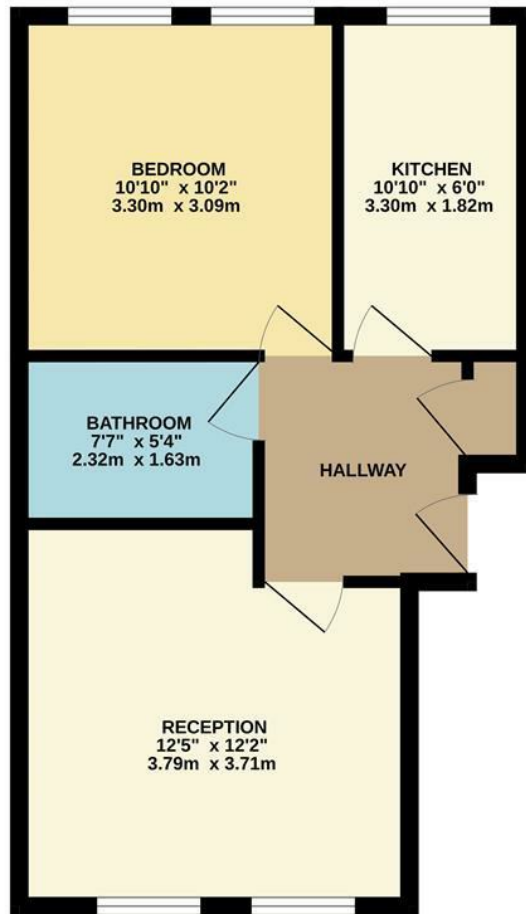 BEDROOM
10'10" x 10'2"
3.30m x 3.09m
KITCHEN
10'10" x 6'0"
3.30m x 1.82m
BATHROOM
7'7" x 5'4"
2.32m x 1.63m
HALLWAY
RECEPTION
12'5" x 12'2"
3.79m x 3.71m